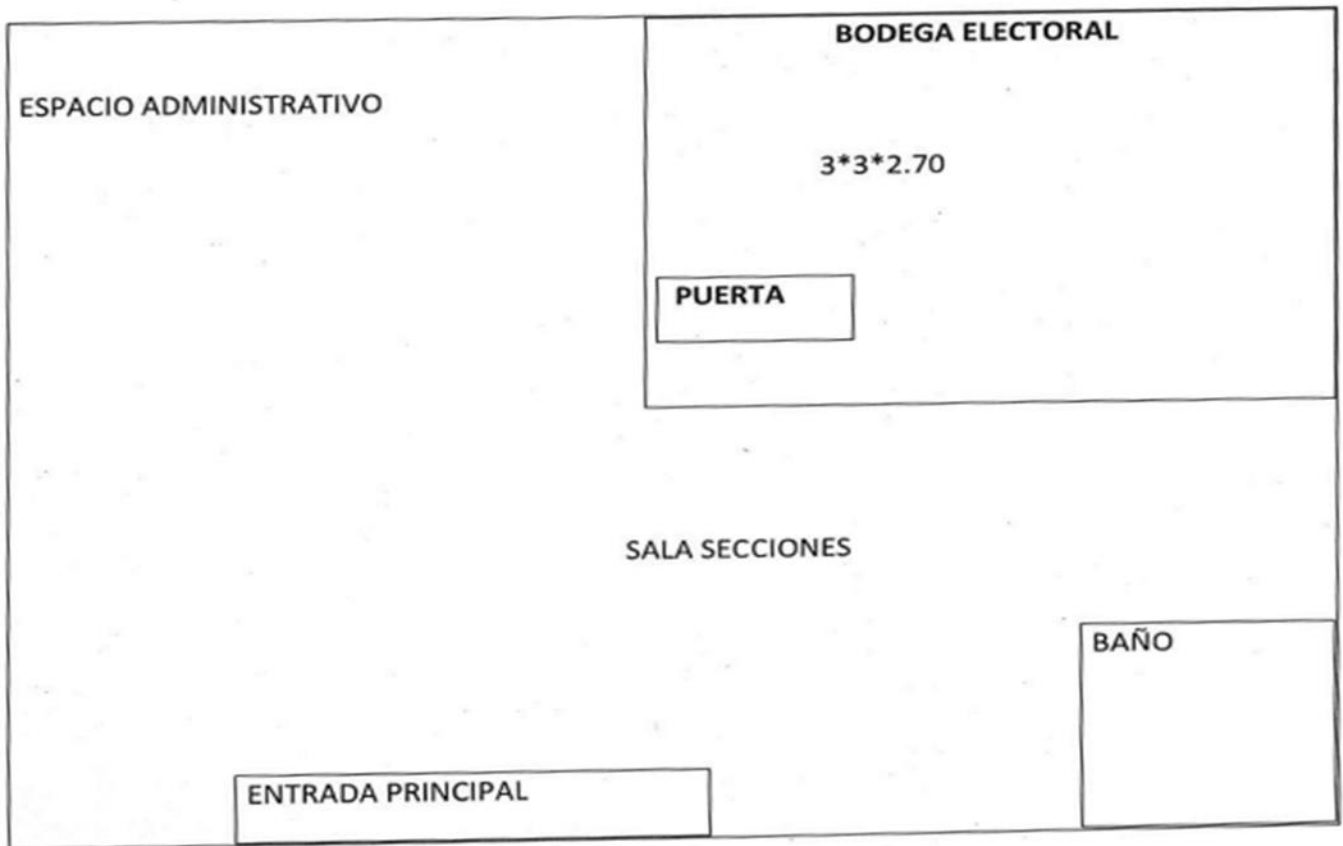 BODEGA ELECTORAL
ESPACIO ADMINISTRATIVO
3*3*2.70
PUERTA
SALA SECCIONES
BAÑO
ENTRADA PRINCIPAL